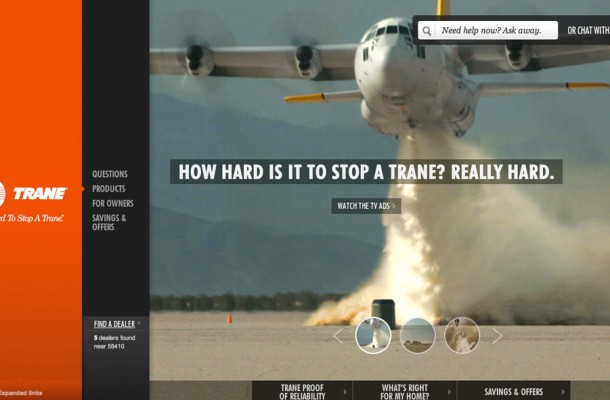 Need help now? Ask away.
OR CHAT WITH
TRANE
d To Stop A Trane.
QUESTIONS
PRODUCTS
FOR OWNERS
SAVINGS &
OFFERS
HOW HARD IS IT TO STOP A TRANE? REALLY HARD.
WATCH THE TV ADS >
FIND A DEALER >
5 dealers found
near 55410
Expanded links
TRANE PROOF
OF RELIABILITY >
WHAT'S RIGHT
FOR MY HOME? >
SAVINGS & OFFERS >